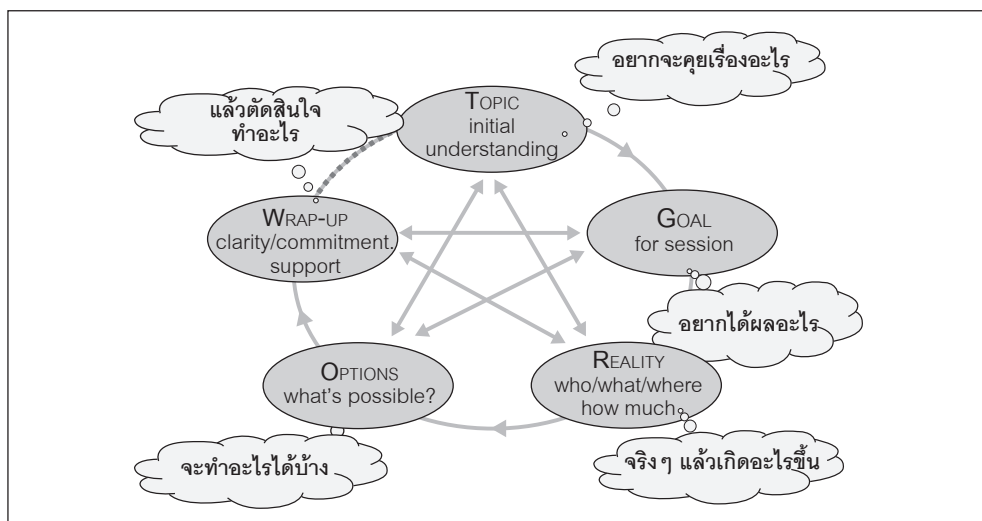 อยากจะคุยเรื่องอะไร
TOPIC
initial
understanding
แล้วตัดสินใจ
ทำอะไร
WRAP-UP
clarity/commitment.
support
GOAL
for session
อยากได้ผลอะไร
OPTIONS
what's possible?
REALITY
who/what/where
how much
จะทำอะไรได้บ้าง
จริงๆ แล้วเกิดอะไรขึ้น